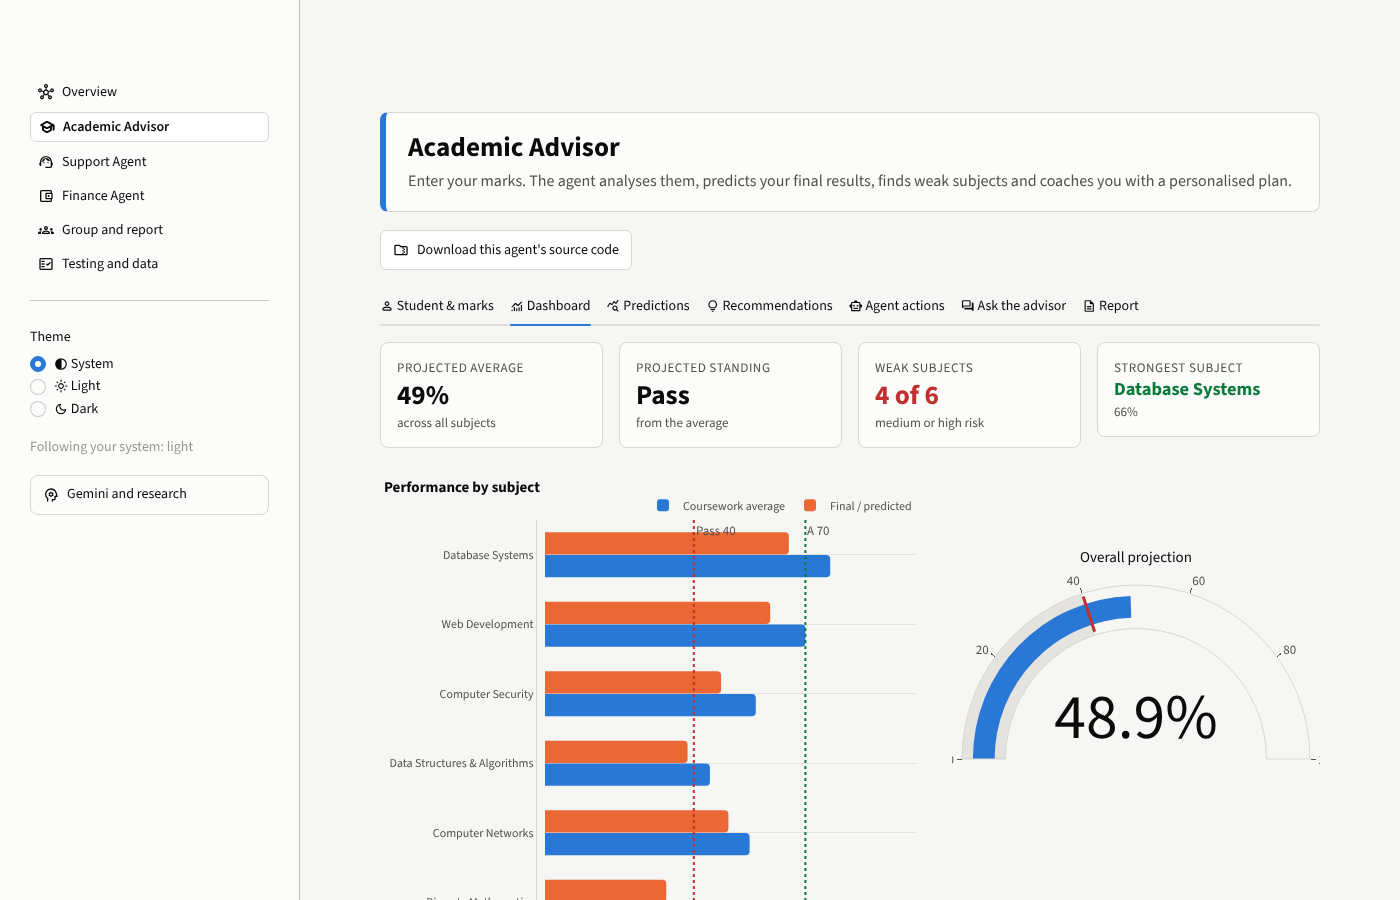 Overview
Academic Advisor
Support Agent
Finance Agent
Group and report
Testing and data
Theme
System
Light
Dark
Following your system: light
Gemini and research
Academic Advisor
Enter your marks. The agent analyses them, predicts your final results, finds weak subjects and coaches you with a personalised plan.
Download this agent's source code
Student & marks Dashboard Predictions Recommendations Agent actions Ask the advisor Report
PROJECTED AVERAGE
49%
across all subjects
PROJECTED STANDING
Pass
from the average
WEAK SUBJECTS
4 of 6
medium or high risk
STRONGEST SUBJECT
Database Systems
66%
Performance by subject
Coursework average Final / predicted
Pass 40 A 70
Database Systems
Web Development
Computer Security
Data Structures & Algorithms
Computer Networks
Overall projection
40 60
20 80
48.9%